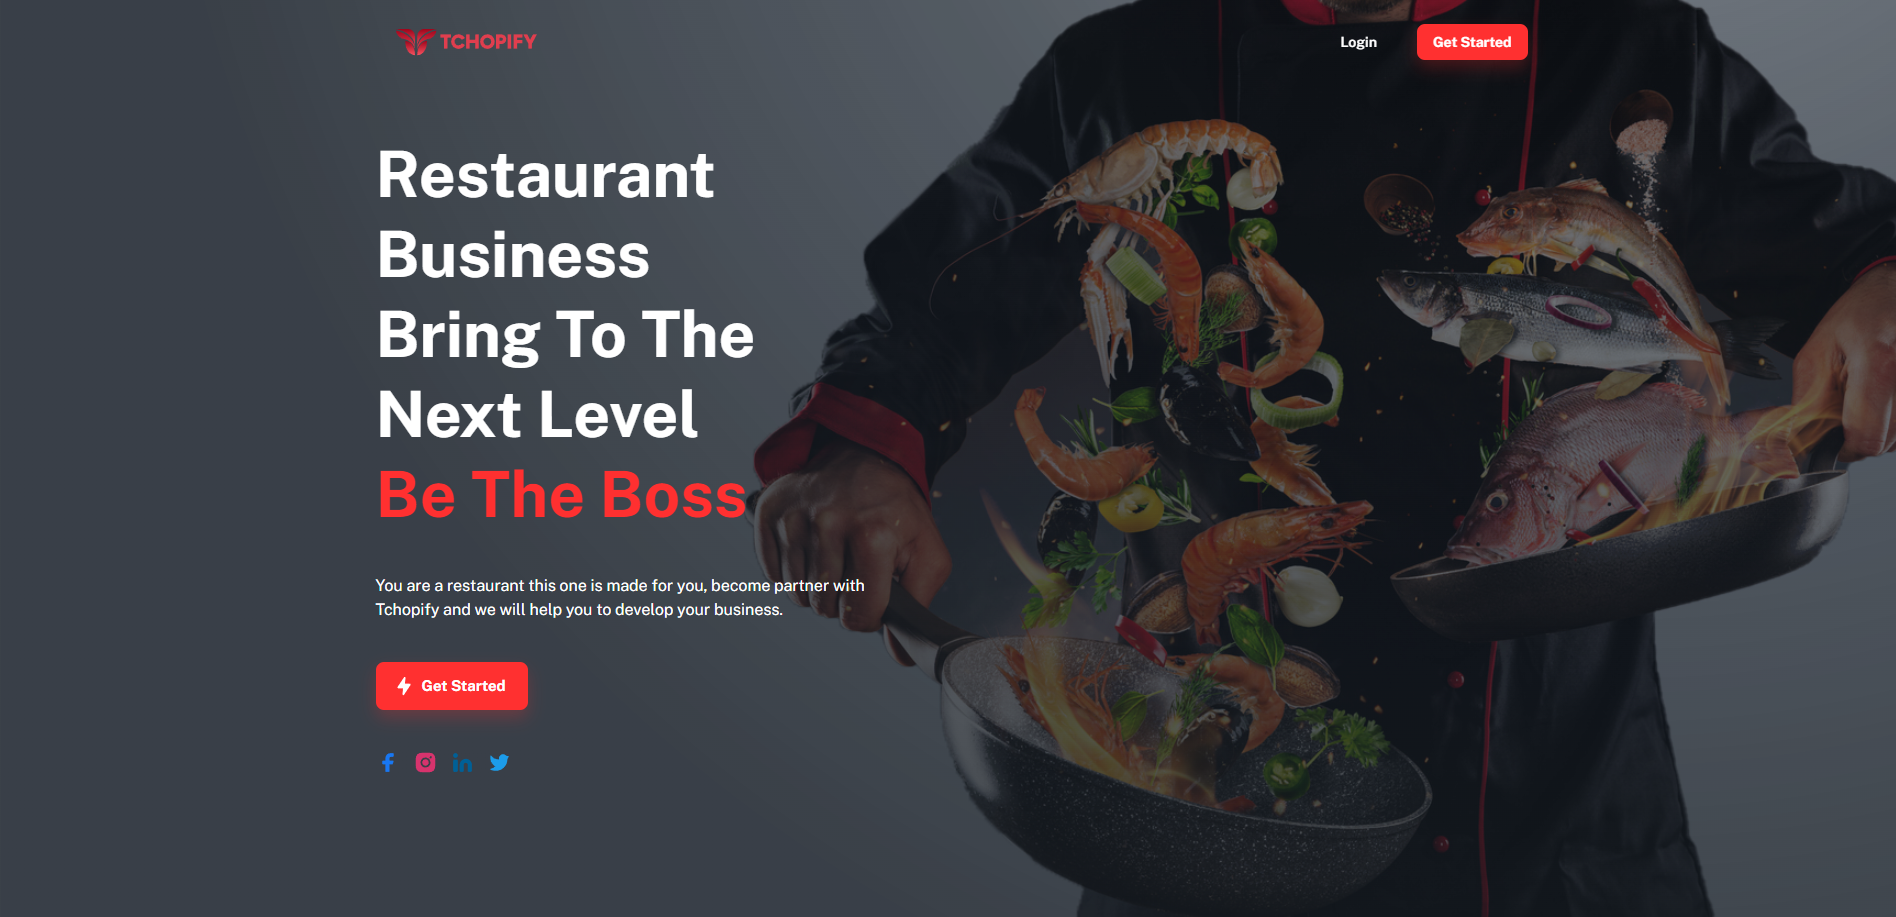 TCHOPIFY
Login
Get Started
Restaurant
Business
Bring To The
Next Level
Be The Boss
You are a restaurant this one is made for you, become partner with
Tchopify and we will help you to develop your business.
Get Started